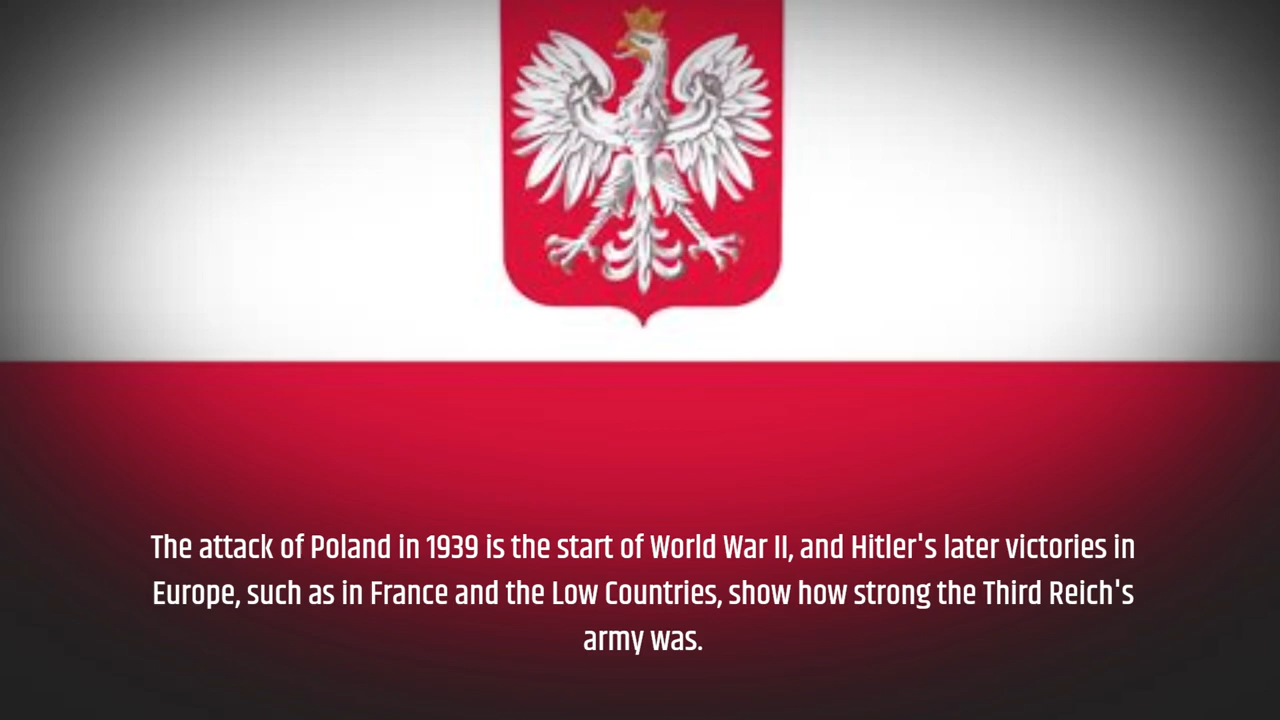 The attack of Poland in 1939 is the start of World War II, and Hitler's later victories in
Europe, such as in France and the Low Countries, show how strong the Third Reich's
army was.